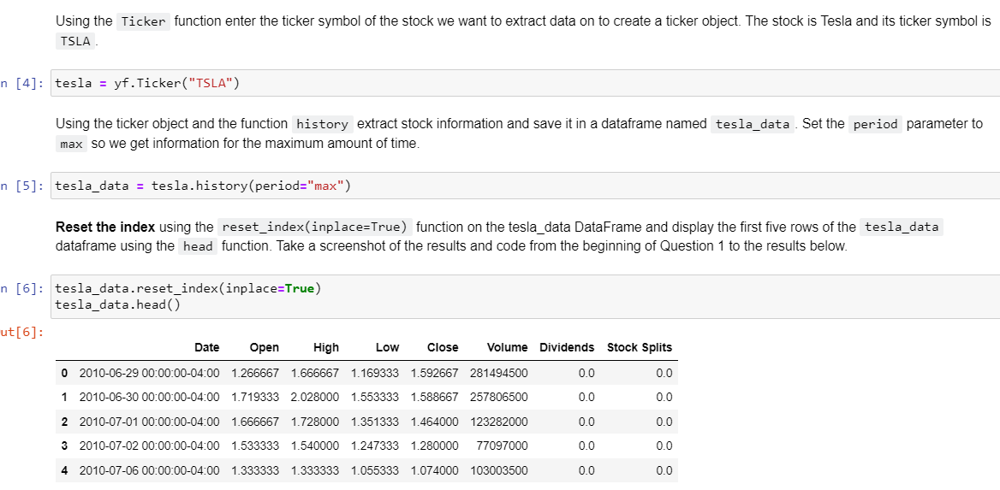 Using the Ticker function enter the ticker symbol of the stock we want to extract data on to create a ticker object. The stock is Tesla and its ticker symbol is
TSLA .
n [4]: tesla = yf.Ticker("TSLA")
Using the ticker object and the function history extract stock information and save it in a dataframe named tesla_data . Set the period parameter to
max so we get information for the maximum amount of time.
n [5]: tesla_data = tesla.history(period="max")
Reset the index using the reset_index(inplace=True) function on the tesla_data DataFrame and display the first five rows of the tesla_data
dataframe using the head function. Take a screenshot of the results and code from the beginning of Question 1 to the results below.
n [6]: tesla_data.reset_index(inplace=True)
tesla_data.head()
ut[6]:
Date Open High Low Close Volume Dividends Stock Splits
0 2010-06-29 00:00:00-04:00 1.266667 1.666667 1.169333 1.592667 281494500 0.0 0.0
1 2010-06-30 00:00:00-04:00 1.719333 2.028000 1.553333 1.588667 257806500 0.0 0.0
2 2010-07-01 00:00:00-04:00 1.666667 1.728000 1.351333 1.464000 123282000 0.0 0.0
3 2010-07-02 00:00:00-04:00 1.533333 1.540000 1.247333 1.280000 77097000 0.0 0.0
4 2010-07-06 00:00:00-04:00 1.333333 1.333333 1.055333 1.074000 103003500 0.0 0.0